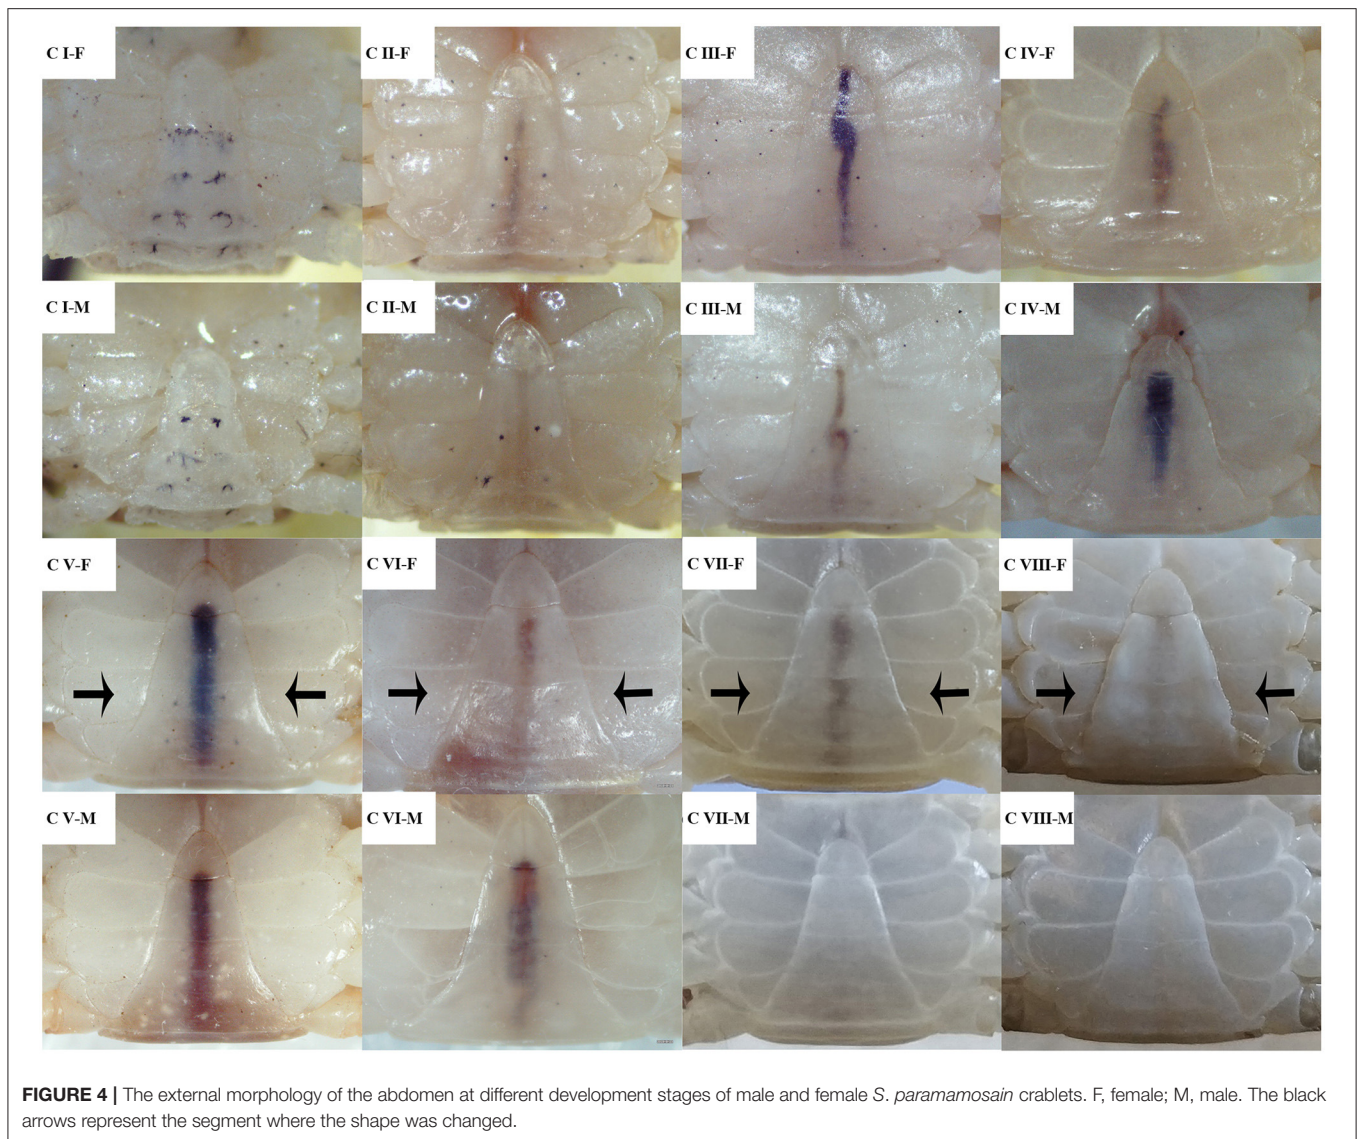 C I-F
C II-F
C III-F
C IV-F
C I-M
C II-M
C III-M
C IV-M
C V-F
C VI-F
C VII-F
C VIII-F
C V-M
C VI-M
C VII-M
C VIII-M
FIGURE 4 | The external morphology of the abdomen at different development stages of male and female S. paramamosain crablets. F, female; M, male. The black
arrows represent the segment where the shape was changed.